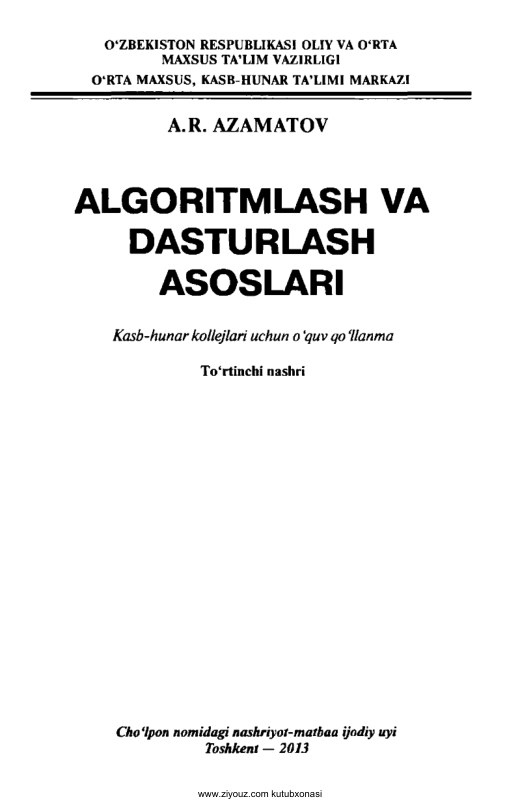 O‘ZBEKISTON RESPUBLIKASI OLIY VA O‘RTA
MAXSUS TA’LIM VAZIRLIGI
O‘RTA MAXSUS, KASB-HUNAR TA’LIMI MARKAZI
A.R. AZAMATOV
ALGORITMLASH VA
DASTURLASH
ASOSLARI
Kasb-hunar kollejlari uchun o‘quv qo‘llanma
To‘rtinchi nashri
Cho‘lpon nomidagi nashriyot-matbaa ijodiy uyi
Toshkent — 2013
www.ziyouz.com kutubxonasi